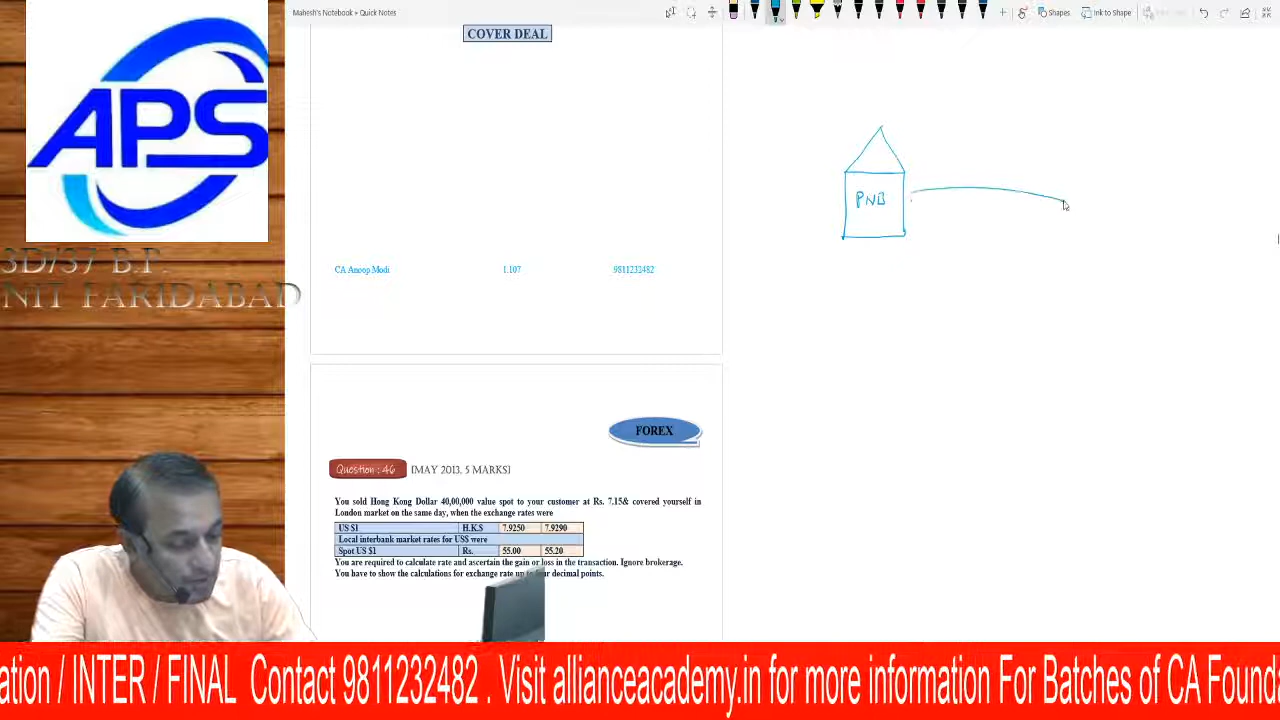 Mahesh's Notebook » Quick Notes
Shapes
Ink to Shape
COVER DEAL
APS
3D/37 B.P.
NIT FARIDABAD
PNB
CA Anoop Modi 1.107 9811232482
FOREX
Question : 46 [MAY 2013, 5 MARKS]
You sold Hong Kong Dollar 40,00,000 value spot to your customer at Rs. 7.15& covered yourself in
London market on the same day, when the exchange rates were
US $1 H.K.$ 7.9250 7.9290
Local interbank market rates for US$ were
Spot US $1 Rs. 55.00 55.20
You are required to calculate rate and ascertain the gain or loss in the transaction. Ignore brokerage.
You have to show the calculations for exchange rate up to four decimal points.
ation / INTER / FINAL Contact 9811232482 . Visit allianceacademy.in for more information For Batches of CA Founda